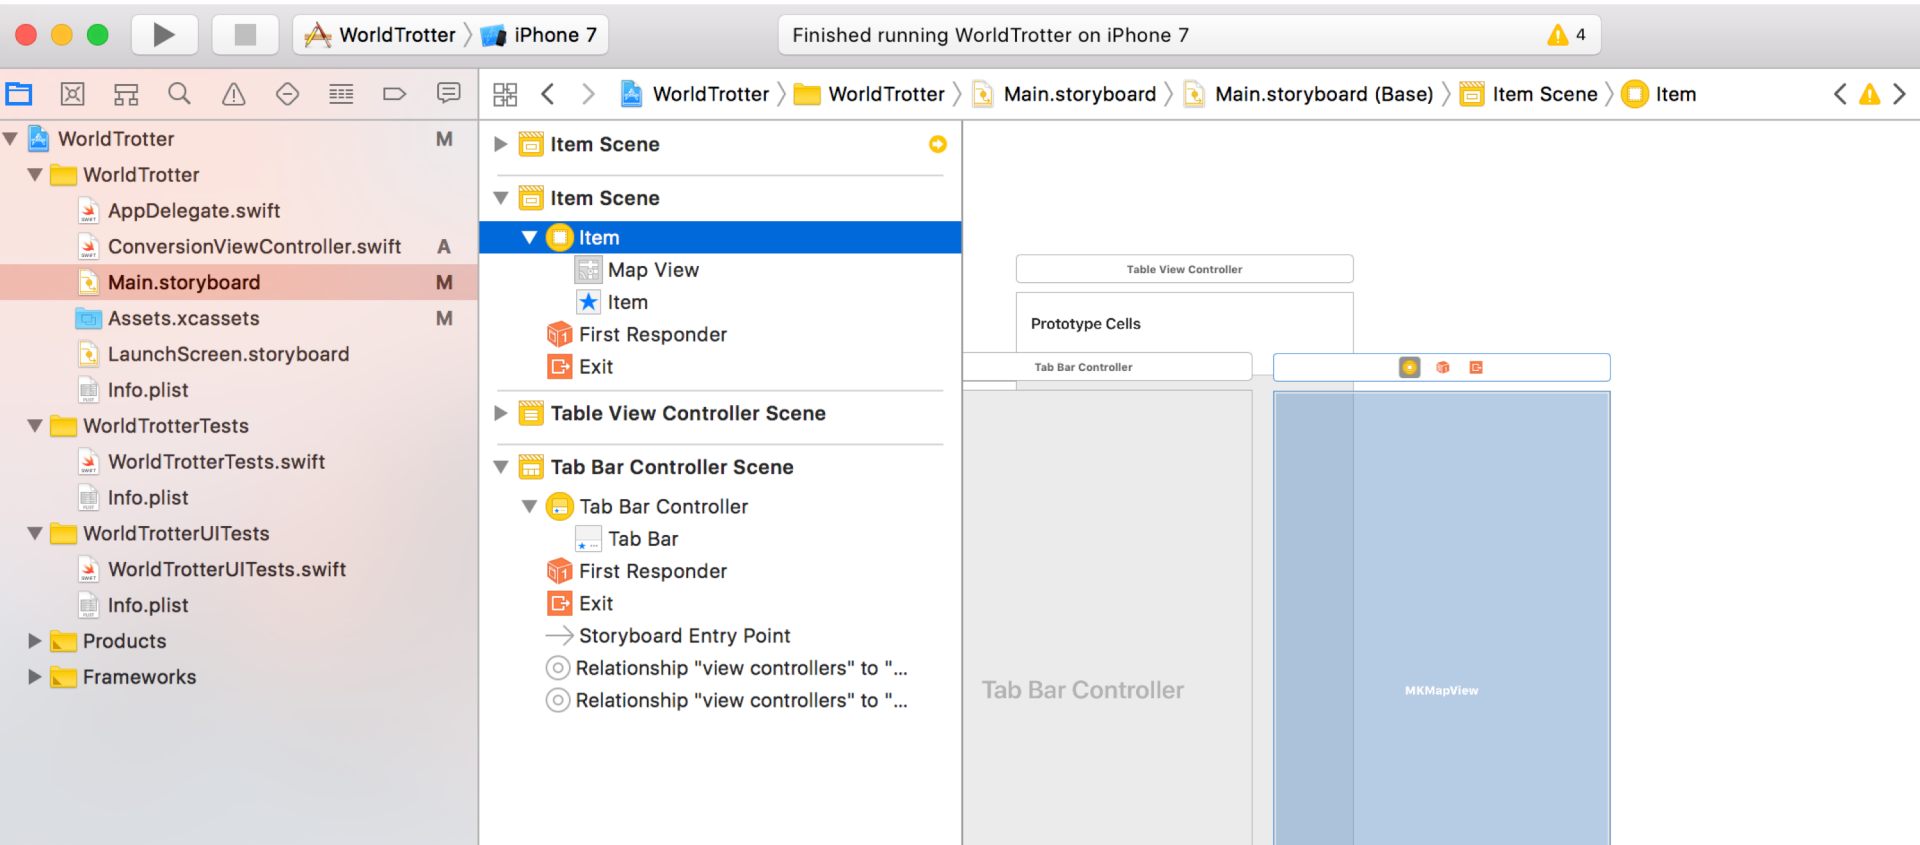 WorldTrotter iPhone 7
Finished running WorldTrotter on iPhone 7
4
WorldTrotter WorldTrotter Main.storyboard Main.storyboard (Base) Item Scene Item
WorldTrotter M
WorldTrotter
AppDelegate.swift
ConversionViewController.swift A
Main.storyboard M
Assets.xcassets M
LaunchScreen.storyboard
Info.plist
WorldTrotterTests
WorldTrotterTests.swift
Info.plist
WorldTrotterUITests
WorldTrotterUITests.swift
Info.plist
Products
Frameworks
Item Scene
Item Scene
Item
Map View
Item
First Responder
Exit
Table View Controller Scene
Tab Bar Controller Scene
Tab Bar Controller
Tab Bar
First Responder
Exit
Storyboard Entry Point
Relationship "view controllers" to "...
Relationship "view controllers" to "...
Table View Controller
Prototype Cells
Tab Bar Controller
Tab Bar Controller
MKMapView